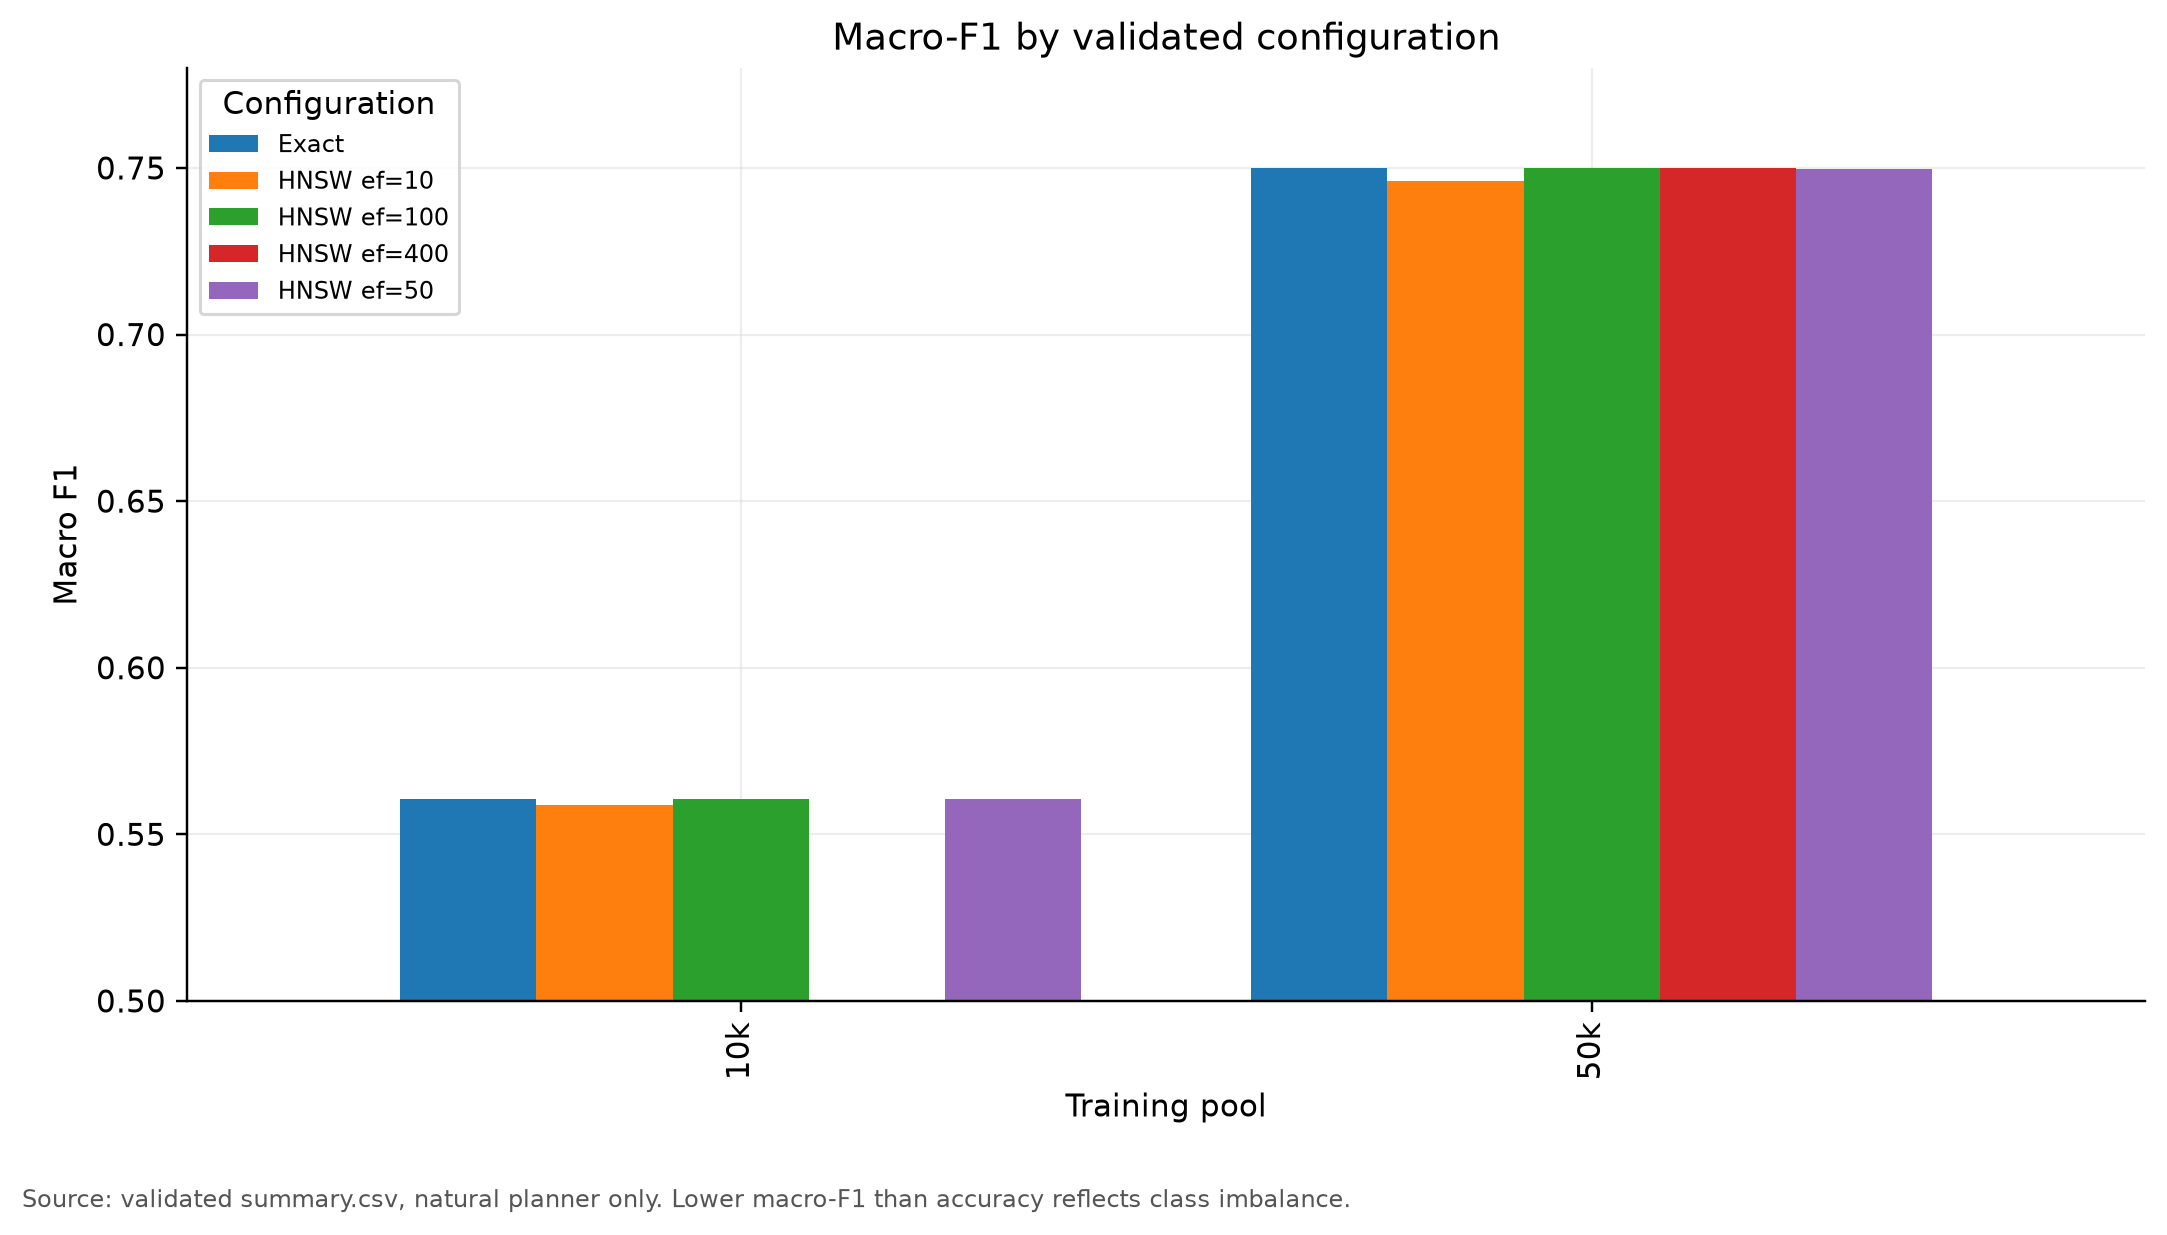 Macro-F1 by validated configuration
Configuration
Exact
HNSW ef=10
HNSW ef=100
HNSW ef=400
HNSW ef=50
Macro F1
0.75
0.70
0.65
0.60
0.55
0.50
10k
50k
Training pool
Source: validated summary.csv, natural planner only. Lower macro-F1 than accuracy reflects class imbalance.